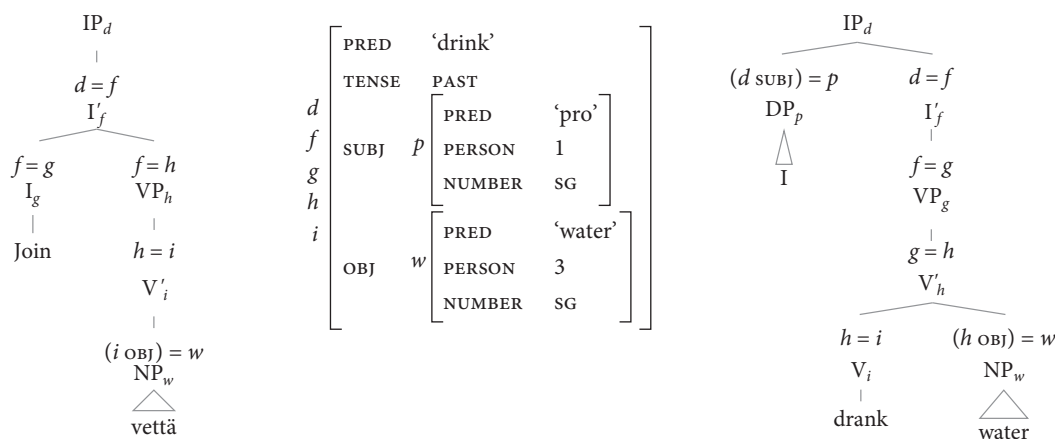 IP_d
d = f
I′_f
f = g f = h
I_g VP_h
Join h = i
V′_i
(i OBJ) = w
NP_w
vettä
d
f
g
h
i
PRED ‘drink’
TENSE PAST
SUBJ p
PRED ‘pro’
PERSON 1
NUMBER SG
OBJ w
PRED ‘water’
PERSON 3
NUMBER SG
IP_d
(d SUBJ) = p d = f
DP_p I′_f
I f = g
VP_g
g = h
V′_h
h = i (h OBJ) = w
V_i NP_w
drank water